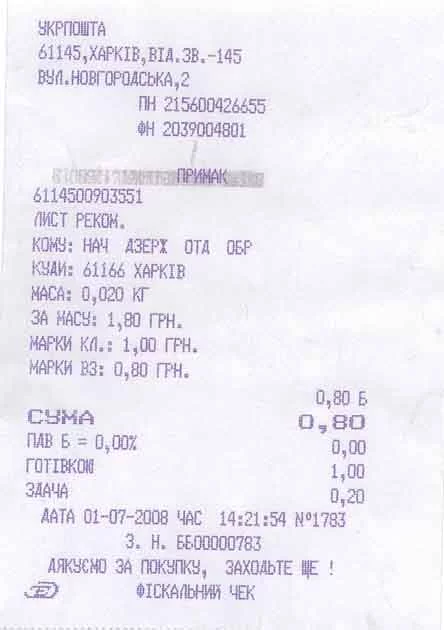 УКРПОШТА
61145,ХАРКІВ,ВІД.ЗВ.-145
ВУЛ.НОВГОРОДСЬКА,2
ПН 215600426655
ФН 2039004801
ПРИМАК
6114500903551
ЛИСТ РЕКОМ.
КОМУ: НАЧ ДЗЕРЖ ОТД ОБР
КУДИ: 61166 ХАРКІВ
МАСА: 0,020 КГ
ЗА МАСУ: 1,80 ГРН.
МАРКИ КЛ.: 1,00 ГРН.
МАРКИ ВЗ: 0,80 ГРН.
0,80 Б
СУМА 0,80
ПДВ Б = 0,00% 0,00
ГОТІВКОЮ 1,00
ЗДАЧА 0,20
ДАТА 01-07-2008 ЧАС 14:21:54 №1783
З. Н. ББ00000783
ДЯКУЄМО ЗА ПОКУПКУ, ЗАХОДЬТЕ ЩЕ !
ФІСКАЛЬНИЙ ЧЕК